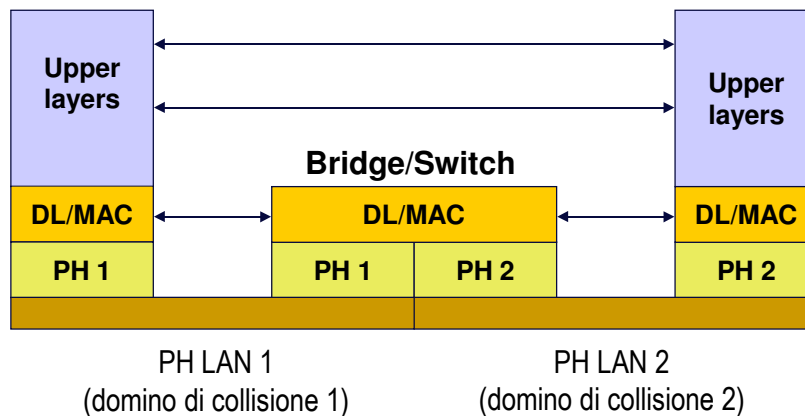 Upper
layers
Upper
layers
Bridge/Switch
DL/MAC
DL/MAC
DL/MAC
PH 1
PH 1
PH 2
PH 2
PH LAN 1
(domino di collisione 1)
PH LAN 2
(domino di collisione 2)